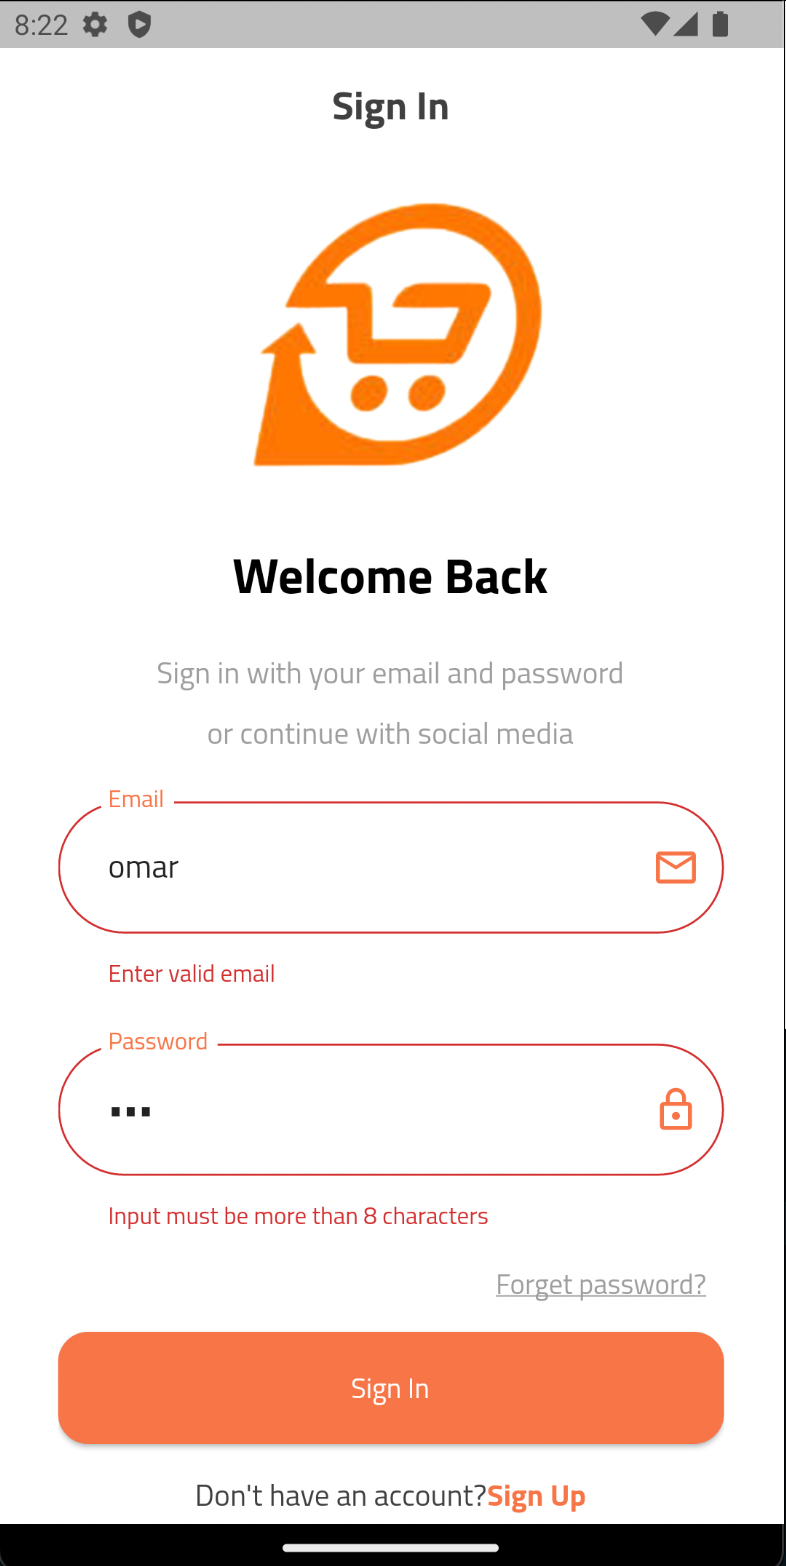 8:22
Sign In
Welcome Back
Sign in with your email and password
or continue with social media
Email
omar
Enter valid email
Password
Input must be more than 8 characters
Forget password?
Sign In
Don't have an account?Sign Up